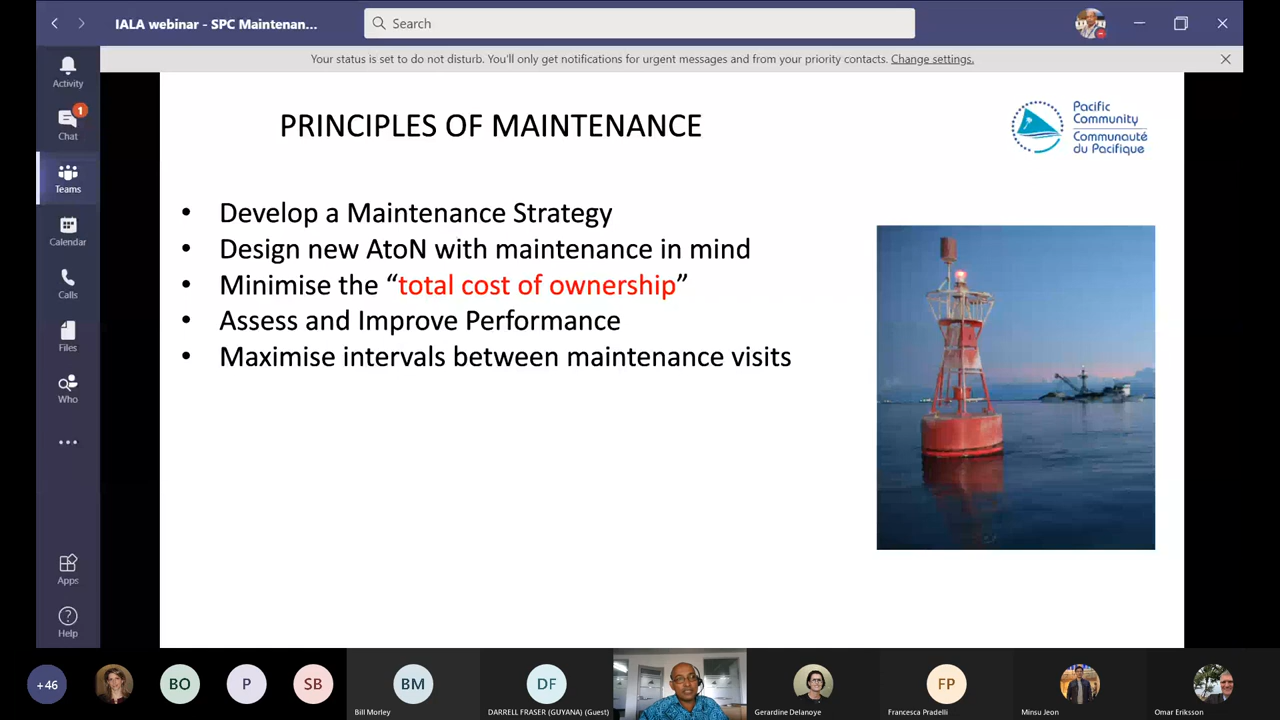 IALA webinar - SPC Maintenan...
Search
Your status is set to do not disturb. You'll only get notifications for urgent messages and from your priority contacts. Change settings.
Activity
1
Chat
Teams
Calendar
Calls
Files
Who
Apps
Help
PRINCIPLES OF MAINTENANCE
Pacific
Community
Communauté
du Pacifique
• Develop a Maintenance Strategy
• Design new AtoN with maintenance in mind
• Minimise the “total cost of ownership”
• Assess and Improve Performance
• Maximise intervals between maintenance visits
+46
BO
P
SB
BM
Bill Morley
DF
DARRELL FRASER (GUYANA) (Guest)
Gerardine Delanoye
FP
Francesca Pradelli
Minsu Jeon
Omar Eriksson